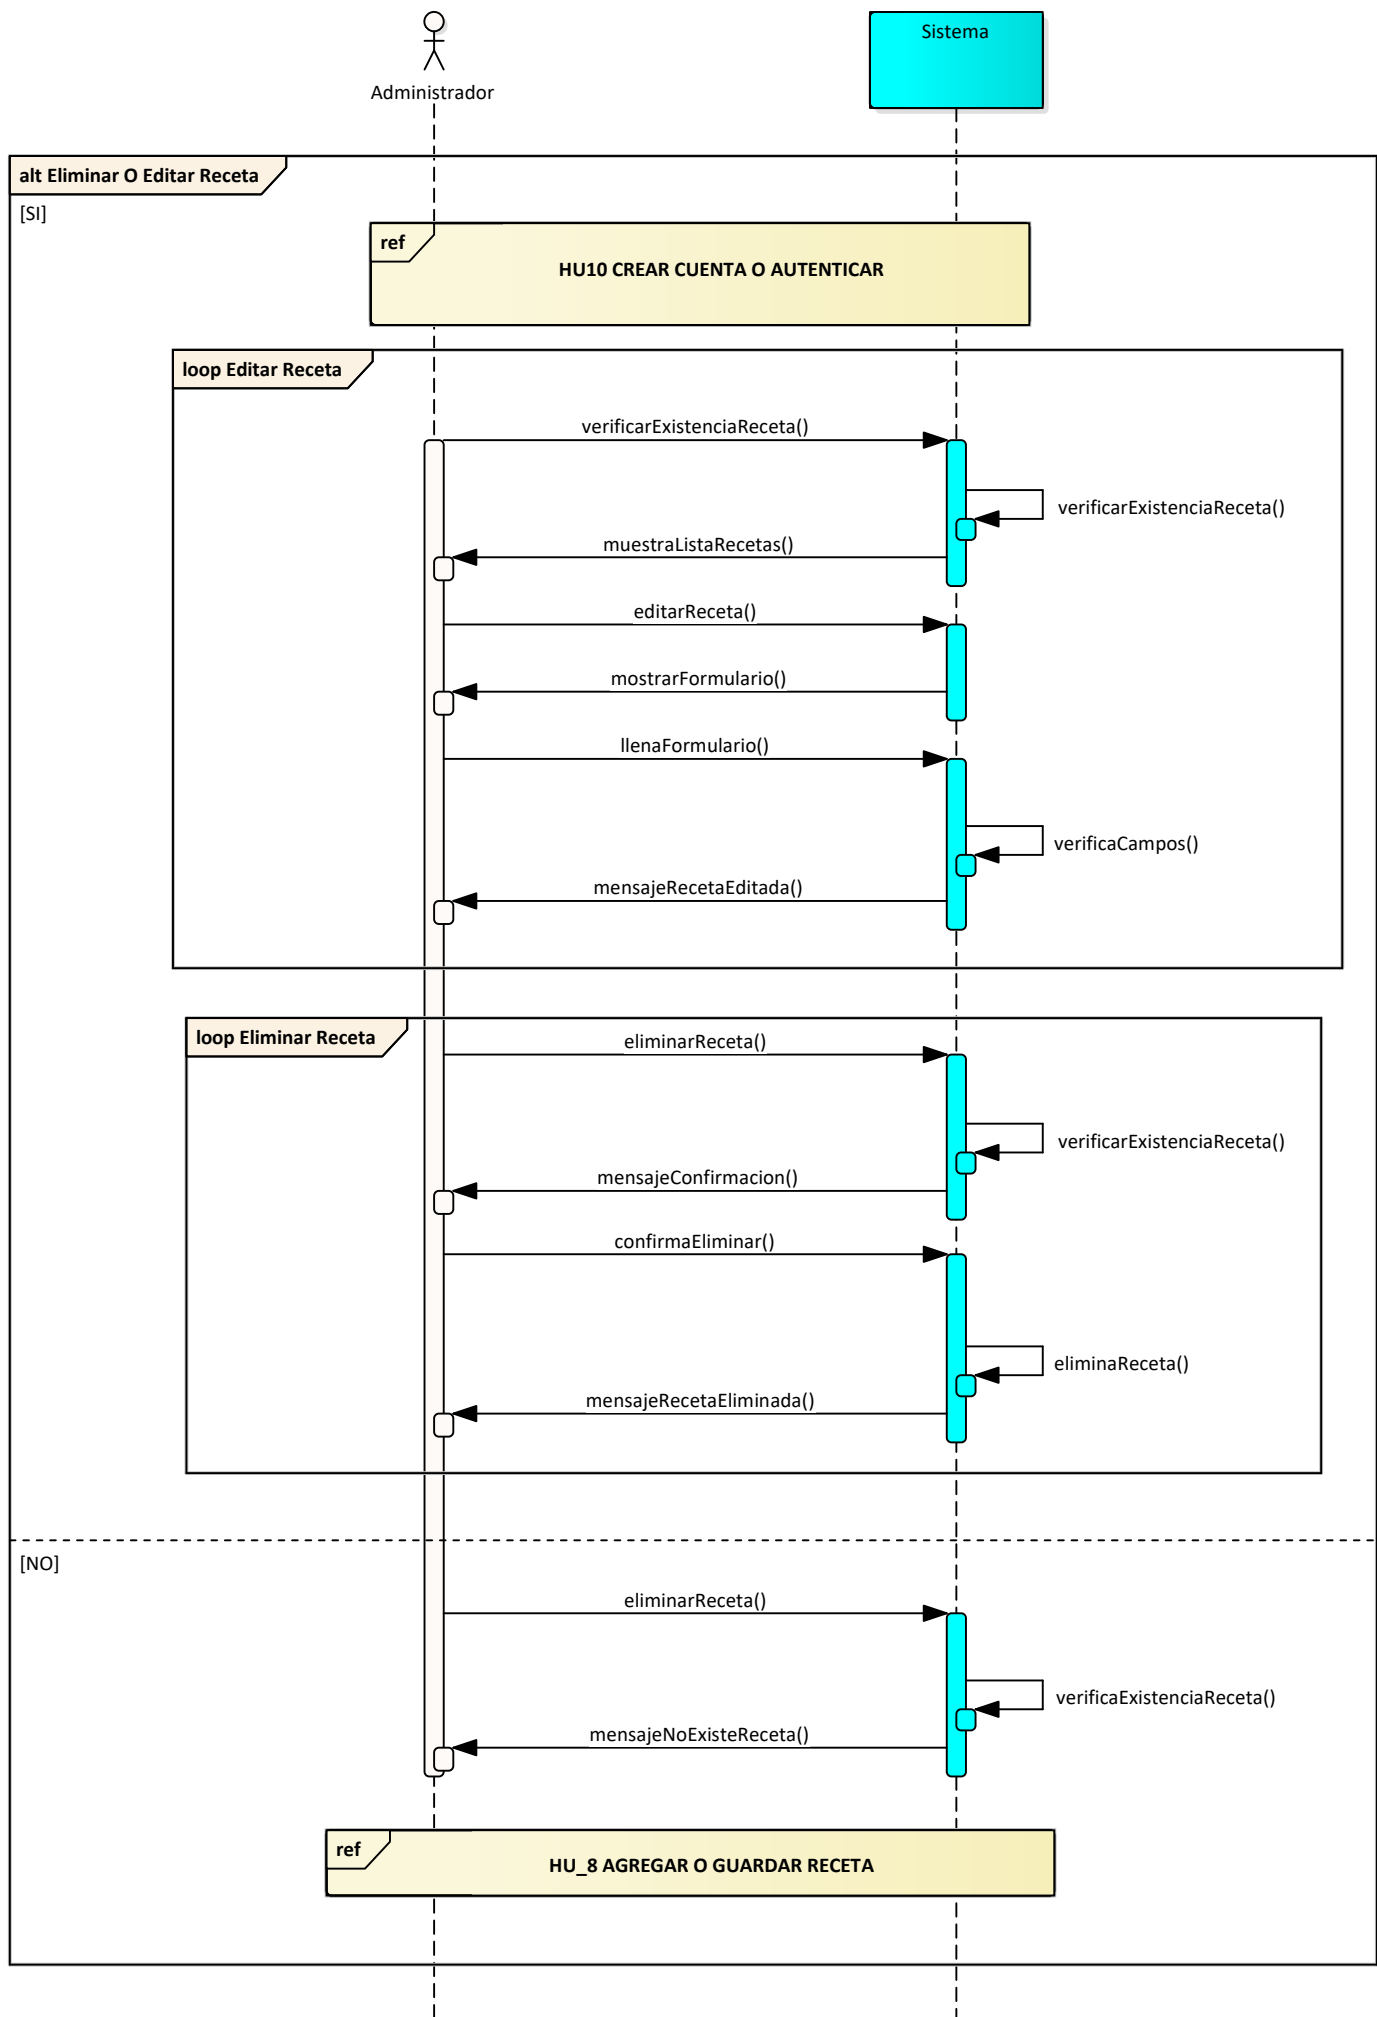 Administrador
Sistema
alt Eliminar O Editar Receta
[SI]
ref
HU10 CREAR CUENTA O AUTENTICAR
loop Editar Receta
verificarExistenciaReceta()
verificarExistenciaReceta()
muestraListaRecetas()
editarReceta()
mostrarFormulario()
llenaFormulario()
verificaCampos()
mensajeRecetaEditada()
loop Eliminar Receta
eliminarReceta()
verificarExistenciaReceta()
mensajeConfirmacion()
confirmaEliminar()
eliminaReceta()
mensajeRecetaEliminada()
[NO]
eliminarReceta()
verificaExistenciaReceta()
mensajeNoExisteReceta()
ref
HU_8 AGREGAR O GUARDAR RECETA